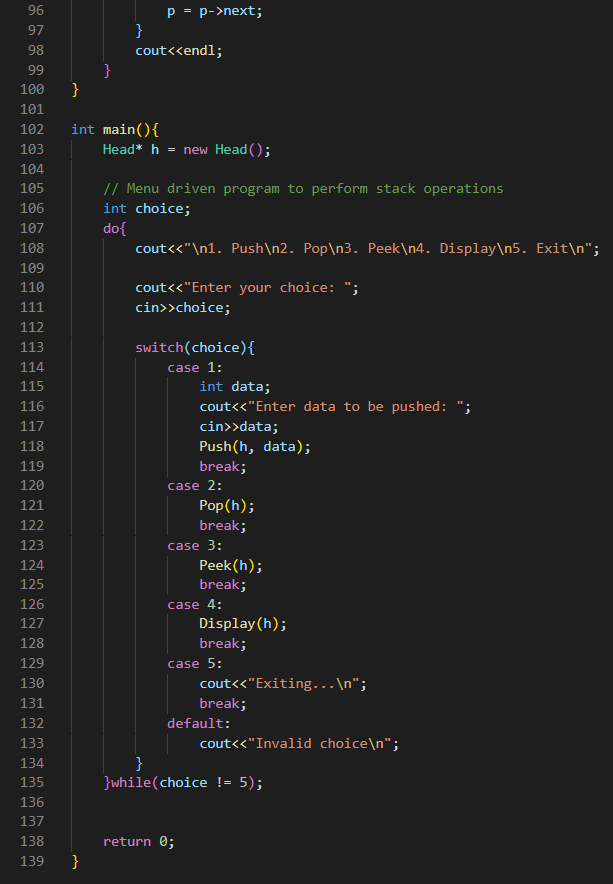 96             p = p->next;
97         }
98         cout<<endl;
99     }
100 }
101
102 int main(){
103     Head* h = new Head();
104
105     // Menu driven program to perform stack operations
106     int choice;
107     do{
108         cout<<"\n1. Push\n2. Pop\n3. Peek\n4. Display\n5. Exit\n";
109
110         cout<<"Enter your choice: ";
111         cin>>choice;
112
113         switch(choice){
114             case 1:
115                 int data;
116                 cout<<"Enter data to be pushed: ";
117                 cin>>data;
118                 Push(h, data);
119                 break;
120             case 2:
121                 Pop(h);
122                 break;
123             case 3:
124                 Peek(h);
125                 break;
126             case 4:
127                 Display(h);
128                 break;
129             case 5:
130                 cout<<"Exiting...\n";
131                 break;
132             default:
133                 cout<<"Invalid choice\n";
134         }
135     }while(choice != 5);
136
137
138     return 0;
139 }